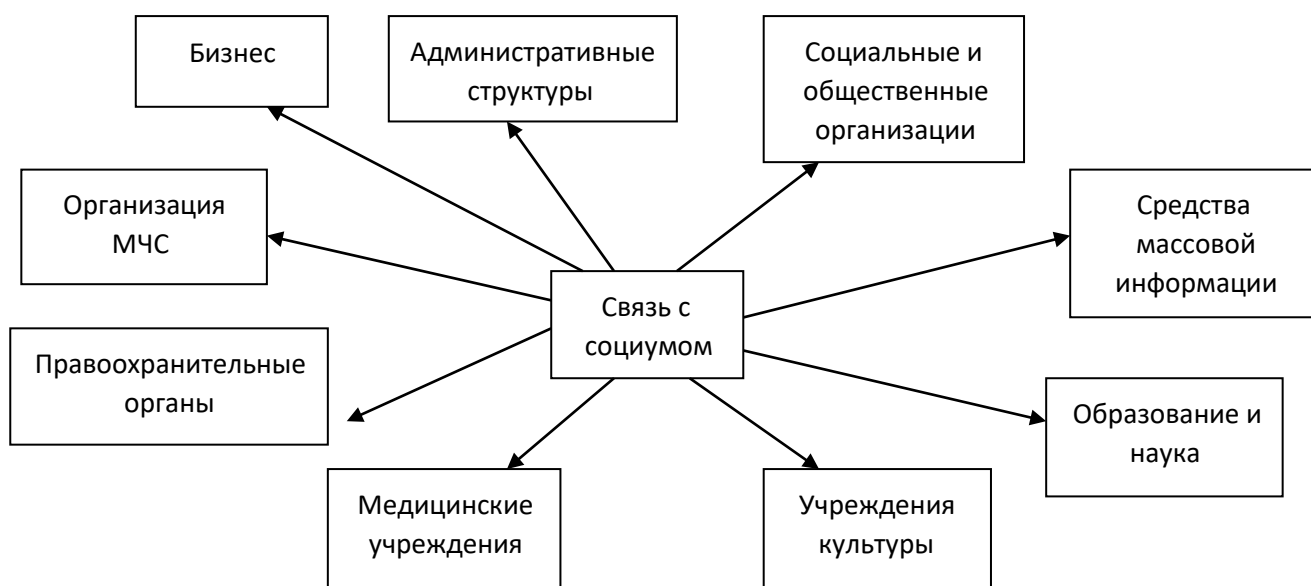 Бизнес
Административные
структуры
Социальные и
общественные
организации
Организация
МЧС
Средства
массовой
информации
Связь с
социумом
Правоохранительные
органы
Образование и
наука
Медицинские
учреждения
Учреждения
культуры